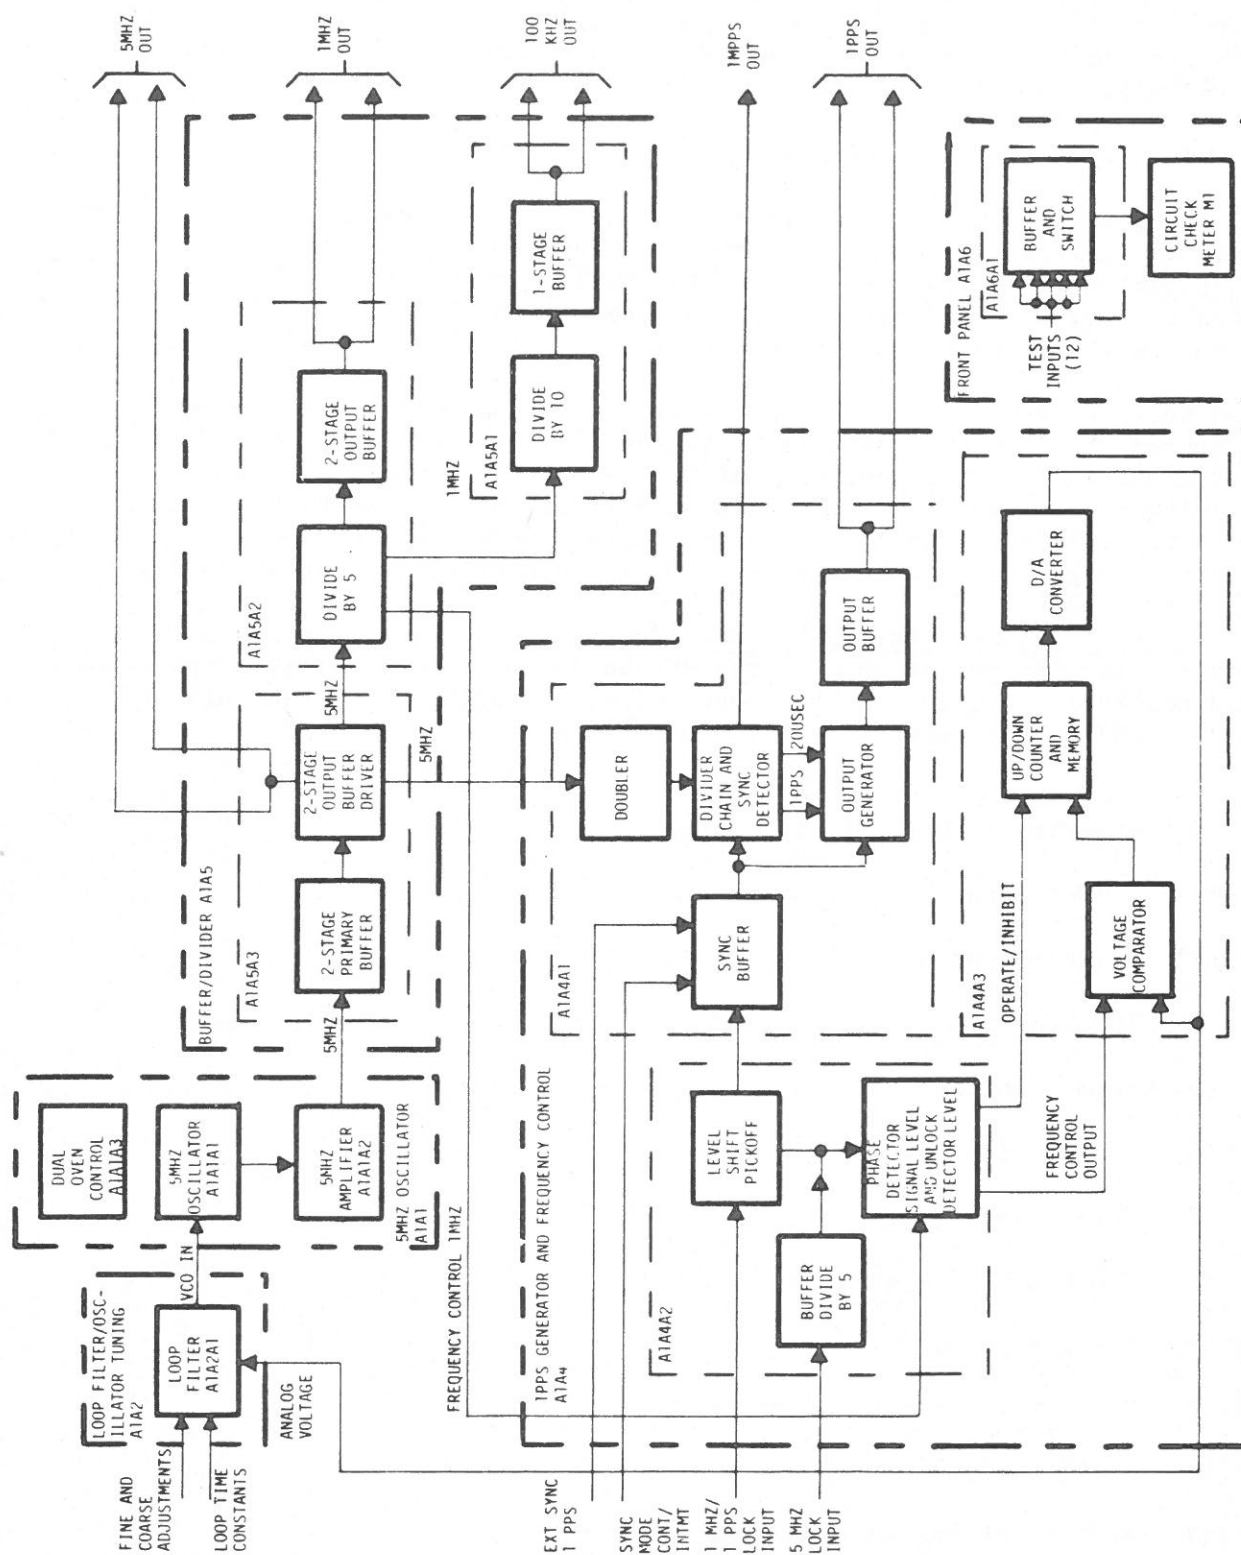 FINE AND
COARSE
ADJUSTMENTS
LOOP TIME
CONSTANTS
LOOP FILTER/OSC-
ILLATOR TUNING
A1A2
LOOP
FILTER
A1A2A1
ANALOG
VOLTAGE
VCO IN
DUAL
OVEN
CONTROL
A1A1A3
5MHZ
OSCILLATOR
A1A1A1
5MHZ
AMPLIFIER
A1A1A2
5MHZ OSCILLATOR
A1A1
5MHZ
BUFFER/DIVIDER A1A5
A1A5A3
2-STAGE
PRIMARY
BUFFER
2-STAGE
OUTPUT
BUFFER
DRIVER
5MHZ
5MHZ
A1A5A2
DIVIDE
BY 5
2-STAGE
OUTPUT
BUFFER
1MHZ
A1A5A1
DIVIDE
BY 10
1-STAGE
BUFFER
5MHZ
OUT
1MHZ
OUT
100
KHZ
OUT
1MPPS
OUT
1PPS
OUT
FREQUENCY CONTROL 1MHZ
1PPS GENERATOR AND FREQUENCY CONTROL
A1A4
EXT SYNC
1 PPS
SYNC
MODE
CONT/
INTMT
1 MHZ/
1 PPS
LOCK
INPUT
5 MHZ
LOCK
INPUT
A1A4A2
BUFFER
DIVIDE
BY 5
LEVEL
SHIFT
PICKOFF
PHASE
DETECTOR
SIGNAL LEVEL
AND UNLOCK
DETECTOR LEVEL
A1A4A1
SYNC
BUFFER
DOUBLER
DIVIDER
CHAIN AND
SYNC
DETECTOR
1PPS
20USEC
OUTPUT
GENERATOR
OUTPUT
BUFFER
FREQUENCY
CONTROL
OUTPUT
A1A4A3
OPERATE/INHIBIT
VOLTAGE
COMPARATOR
UP/DOWN
COUNTER
AND
MEMORY
D/A
CONVERTER
FRONT PANEL A1A6
A1A6A1
TEST
INPUTS
(12)
BUFFER
AND
SWITCH
CIRCUIT
CHECK
METER M1